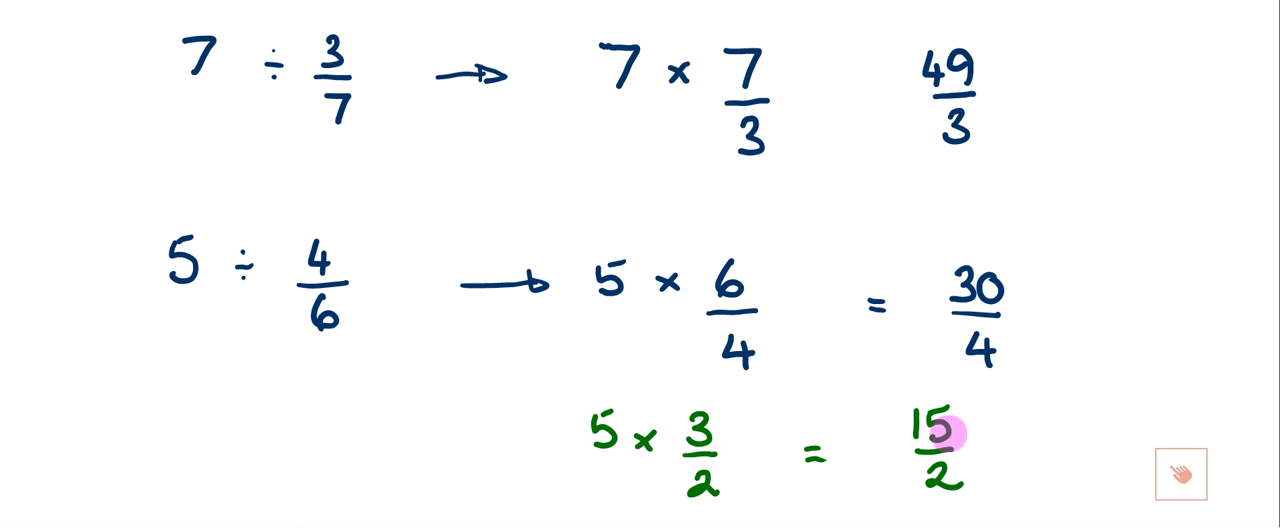 7 ÷ 3/7 → 7 × 7/3 49/3
5 ÷ 4/6 → 5 × 6/4 = 30/4
5 × 3/2 = 15/2